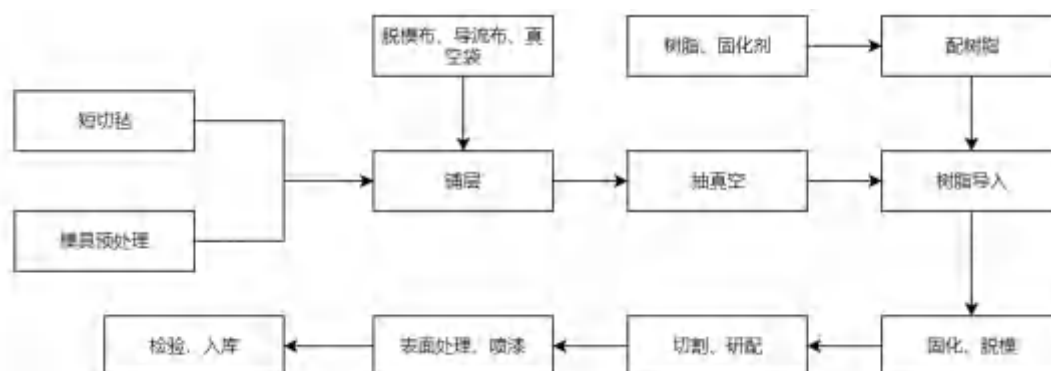 脱模布、导流布、真
空袋
树脂、固化剂
配树脂
短切毡
铺层
抽真空
树脂导入
模具预处理
检验、入库
表面处理、喷漆
切割、研配
固化、脱模